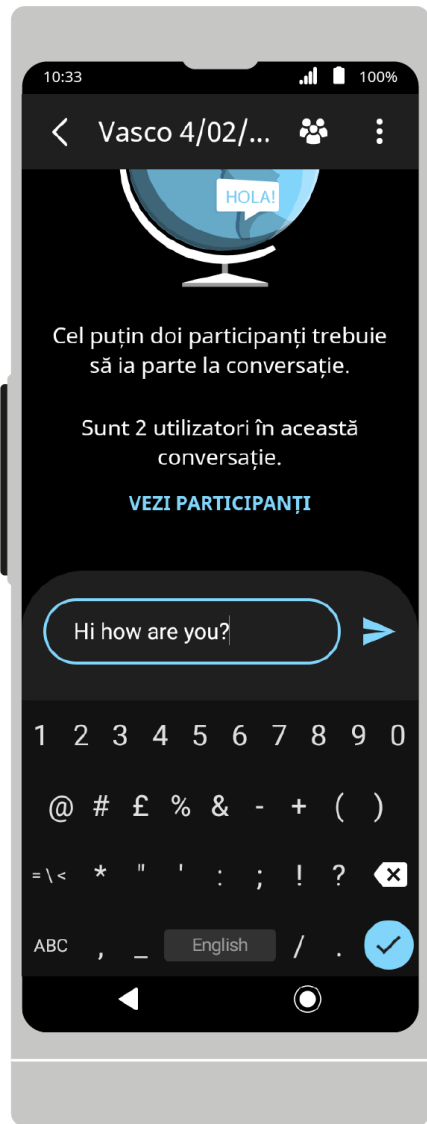 10:33 100%
Vasco 4/02/...
HOLA!
Cel puțin doi participanți trebuie
să ia parte la conversație.
Sunt 2 utilizatori în această
conversație.
VEZI PARTICIPANȚI
Hi how are you?
1 2 3 4 5 6 7 8 9 0
@ # £ % & - + ( )
= \ < * " ' : ; ! ?
ABC , _ English / .